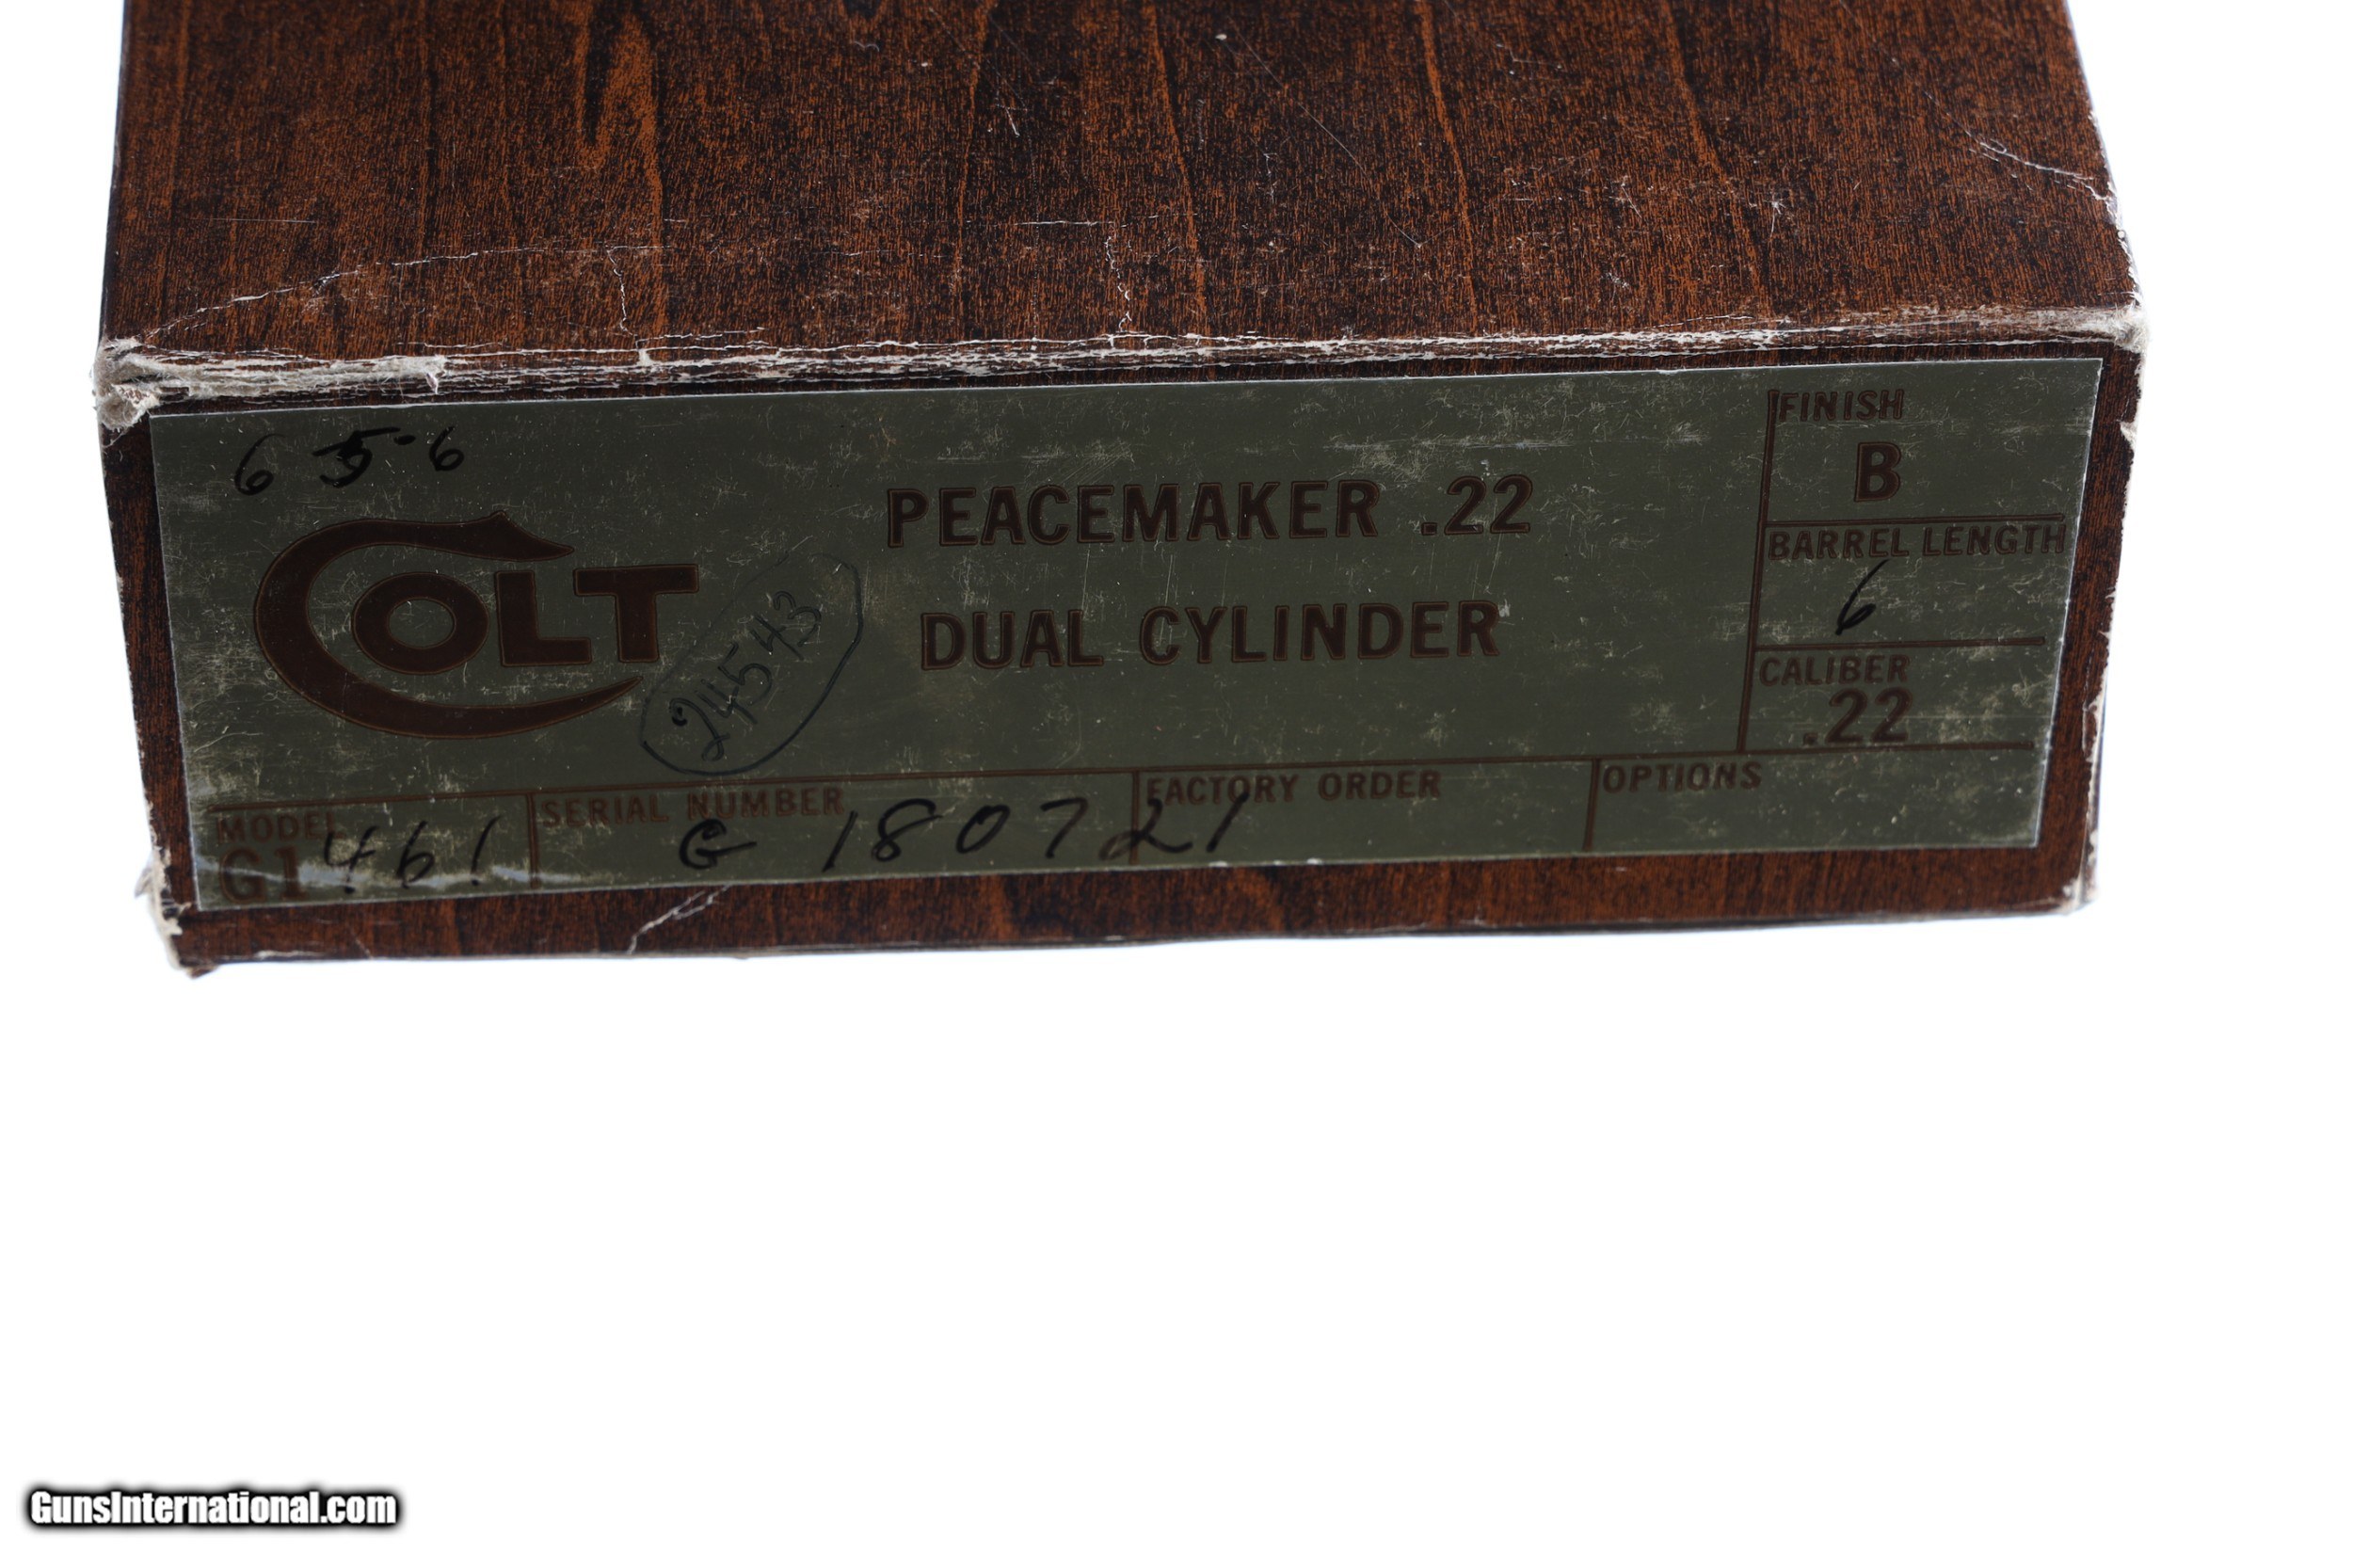 6 5-6
COLT
24543
PEACEMAKER .22
DUAL CYLINDER
FINISH
B
BARREL LENGTH
6
CALIBER
.22
MODEL
G1461
SERIAL NUMBER
G 180721
FACTORY ORDER
OPTIONS
GunsInternational.com